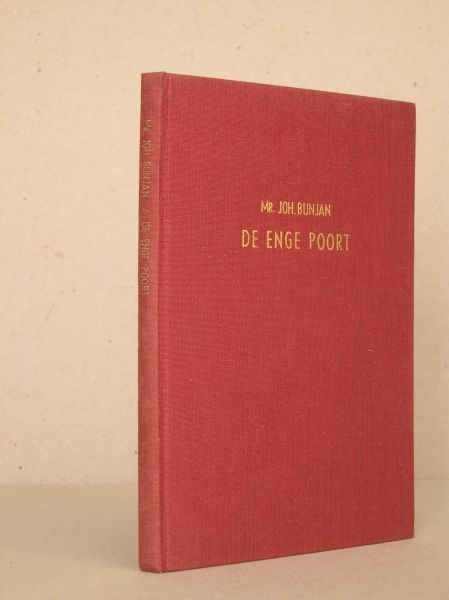 Mr. JOH. BUNJAN / DE ENGE POORT
Mr. JOH. BUNJAN
DE ENGE POORT